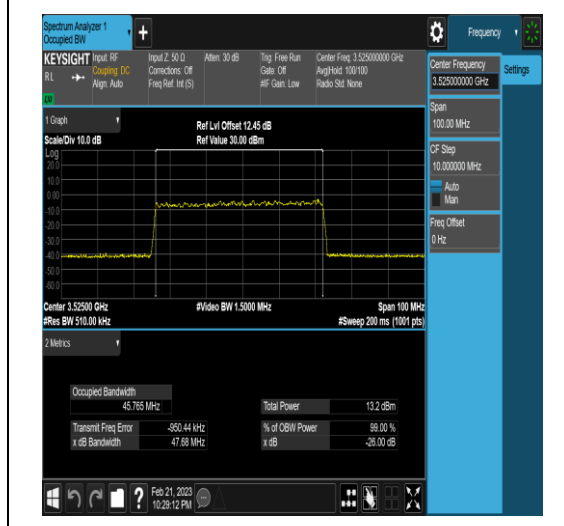 Spectrum Analyzer 1
Occupied BW
+
Frequency
KEYSIGHT
RL
LXI
Input: RF
Coupling: DC
Align: Auto
Input Z: 50 Ω
Corrections: Off
Freq Ref: Int (S)
Atten: 30 dB
Trig: Free Run
Gate: Off
#IF Gain: Low
Center Freq: 3.525000000 GHz
Avg|Hold: 100/100
Radio Std: None
Center Frequency
3.525000000 GHz
Settings
Span
100.00 MHz
CF Step
10.000000 MHz
Auto
Man
Freq Offset
0 Hz
1 Graph
Scale/Div 10.0 dB
Ref Lvl Offset 12.45 dB
Ref Value 30.00 dBm
Log
20.0
10.0
0.00
-10.0
-20.0
-30.0
-40.0
-50.0
-60.0
Center 3.52500 GHz
#Video BW 1.5000 MHz
Span 100 MHz
#Res BW 510.00 kHz
#Sweep 200 ms (1001 pts)
2 Metrics
Occupied Bandwidth
45.765 MHz
Total Power 13.2 dBm
Transmit Freq Error -950.44 kHz
% of OBW Power 99.00 %
x dB Bandwidth 47.68 MHz
x dB -26.00 dB
?
Feb 21, 2023
10:29:12 PM